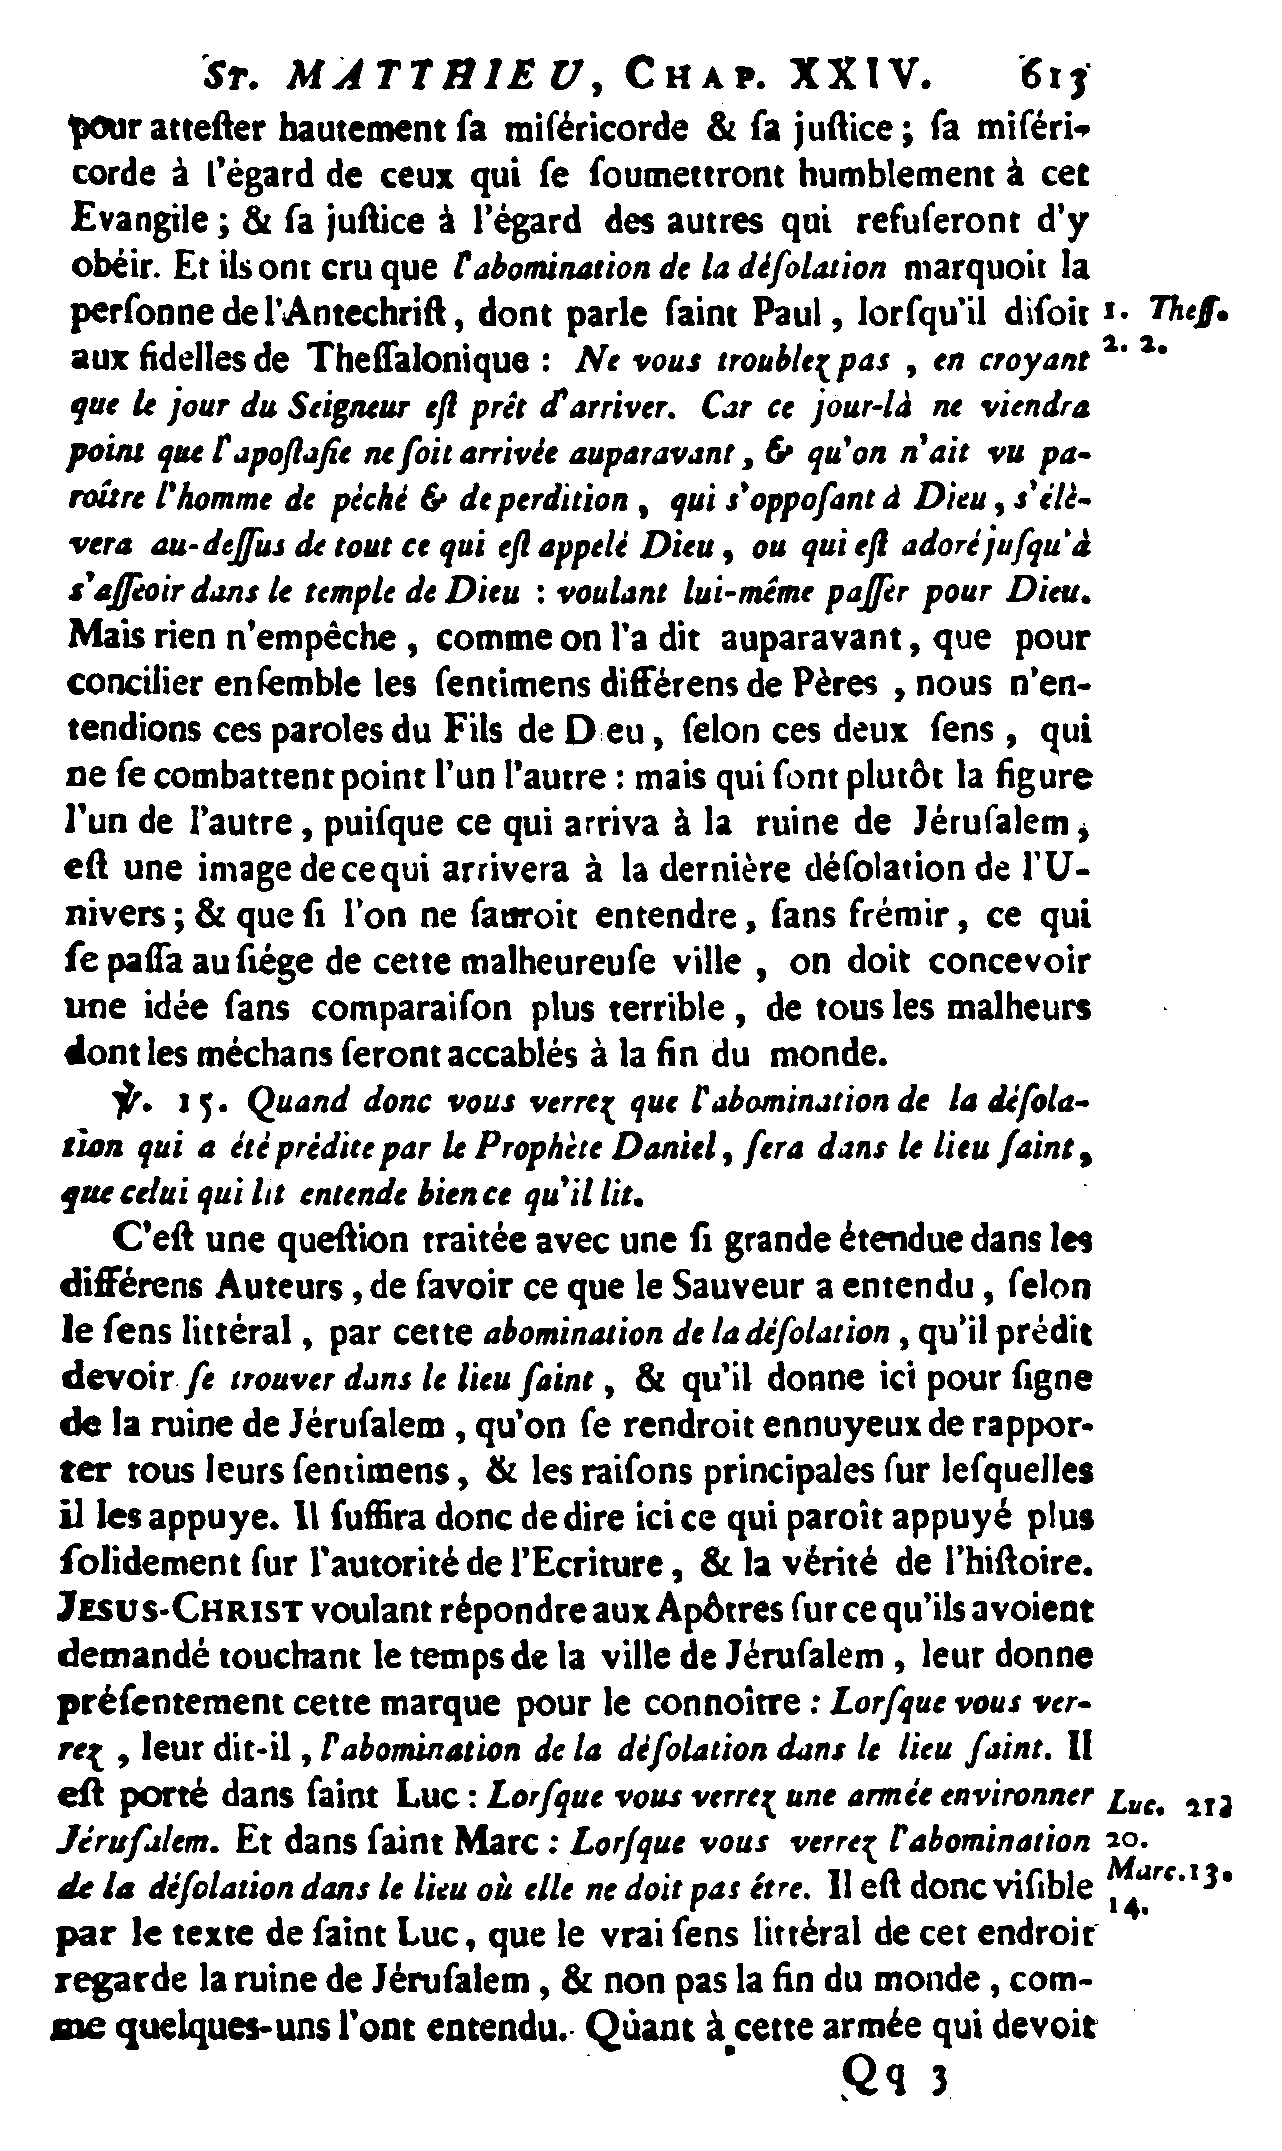 St. MATTHIEU, CHAP. XXIV. 613
pour attester hautement ſa miſéricorde & ſa juſtice ; ſa miſéri-
corde à l'égard de ceux qui ſe ſoumettront humblement à cet
Evangile ; & ſa juſtice à l'égard des autres qui refuſeront d'y
obéir. Et ils ont cru que l'abomination de la déſolation marquoit la
perſonne de l'Antechriſt, dont parle ſaint Paul, lorſqu'il diſoit
1. Theſſ.
aux fidelles de Theſſalonique : Ne vous troublez pas, en croyant
2. 2.
que le jour du Seigneur eſt prêt d'arriver. Car ce jour-là ne viendra
point que l'apoſtaſie ne ſoit arrivée auparavant, & qu'on n'ait vu pa-
roître l'homme de péché & de perdition, qui s'oppoſant à Dieu, s'élè-
vera au-deſſus de tout ce qui eſt appelé Dieu, ou qui eſt adoré juſqu'à
s'aſſeoir dans le temple de Dieu : voulant lui-même paſſer pour Dieu.
Mais rien n'empêche, comme on l'a dit auparavant, que pour
concilier enſemble les ſentimens différens de Pères, nous n'en-
tendions ces paroles du Fils de D eu, ſelon ces deux ſens, qui
ne ſe combattent point l'un l'autre : mais qui ſont plutôt la figure
l'un de l'autre, puiſque ce qui arriva à la ruine de Jéruſalem,
eſt une image de ce qui arrivera à la dernière déſolation de l'U-
nivers ; & que ſi l'on ne ſauroit entendre, ſans frémir, ce qui
ſe paſſa au ſiége de cette malheureuſe ville, on doit concevoir
une idée ſans comparaiſon plus terrible, de tous les malheurs
dont les méchans ſeront accablés à la fin du monde.
℣. 15. Quand donc vous verrez que l'abomination de la déſola-
tion qui a été prédite par le Prophète Daniel, ſera dans le lieu ſaint,
que celui qui lit entende bien ce qu'il lit.
C'eſt une queſtion traitée avec une ſi grande étendue dans les
différens Auteurs, de ſavoir ce que le Sauveur a entendu, ſelon
le ſens littéral, par cette abomination de la déſolation, qu'il prédit
devoir ſe trouver dans le lieu ſaint, & qu'il donne ici pour ſigne
de la ruine de Jéruſalem, qu'on ſe rendroit ennuyeux de rappor-
ter tous leurs ſentimens, & les raiſons principales ſur leſquelles
il les appuye. Il ſuffira donc de dire ici ce qui paroît appuyé plus
ſolidement ſur l'autorité de l'Ecriture, & la vérité de l'hiſtoire.
JESUS-CHRIST voulant répondre aux Apôtres ſur ce qu'ils avoient
demandé touchant le temps de la ville de Jéruſalem, leur donne
préſentement cette marque pour le connoître : Lorſque vous ver-
rez, leur dit-il, l'abomination de la déſolation dans le lieu ſaint. Il
eſt porté dans ſaint Luc : Lorſque vous verrez une armée environner
Luc. 21.
Jéruſalem. Et dans ſaint Marc : Lorſque vous verrez l'abomination
20.
de la déſolation dans le lieu où elle ne doit pas être. Il eſt donc viſible
Marc. 13.
14.
par le texte de ſaint Luc, que le vrai ſens littéral de cet endroit
regarde la ruine de Jéruſalem, & non pas la fin du monde, com-
me quelques-uns l'ont entendu. Quant à cette armée qui devoit
Qq 3